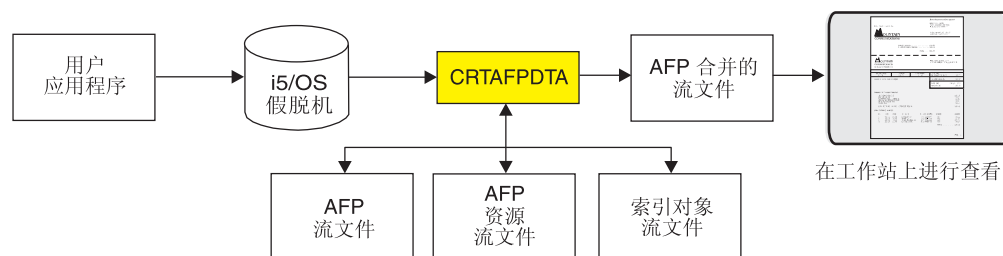 用户
应用程序
i5/OS
假脱机
CRTAFPDTA
AFP 合并的
流文件
在工作站上进行查看
AFP
流文件
AFP
资源
流文件
索引对象
流文件